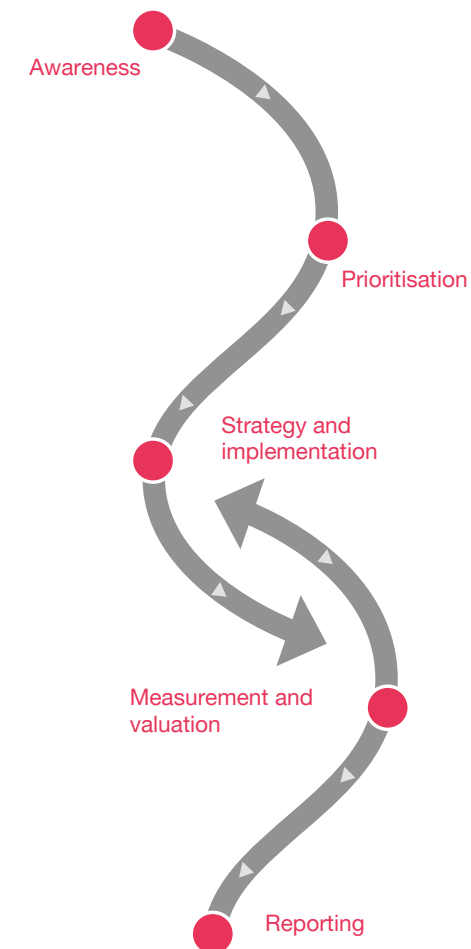 Awareness
Prioritisation
Strategy and
implementation
Measurement and
valuation
Reporting